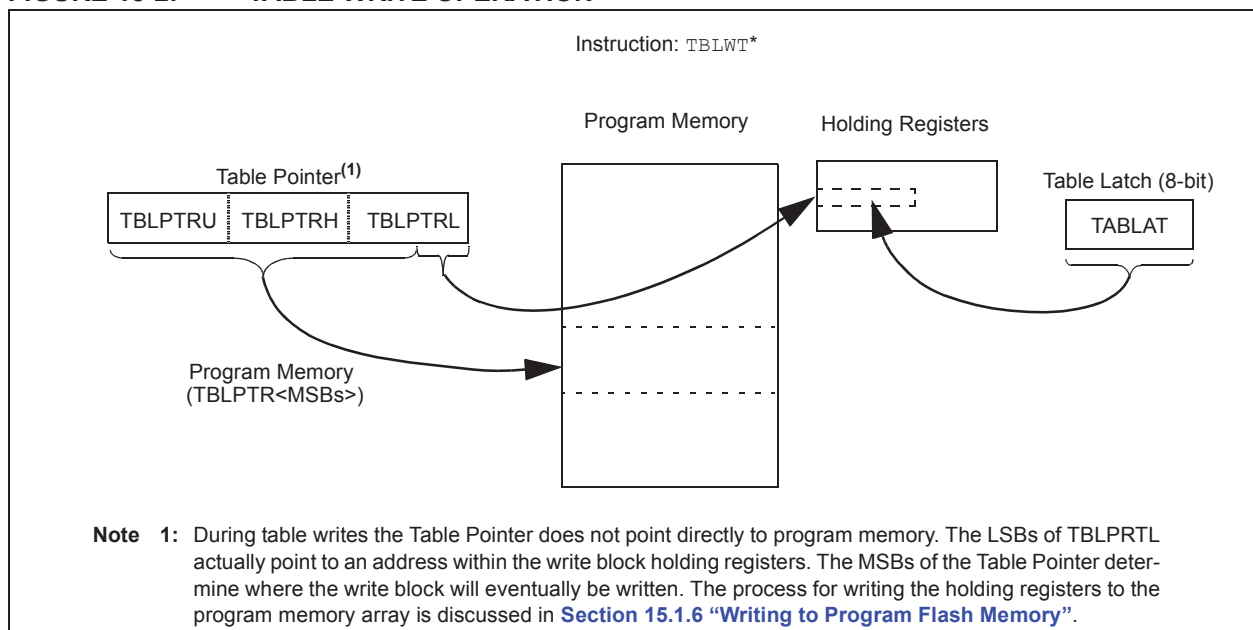 Instruction: TBLWT*
Program Memory
Holding Registers
Table Pointer(1)
Table Latch (8-bit)
TBLPTRU
TBLPTRH
TBLPTRL
TABLAT
Program Memory
(TBLPTR<MSBs>)
Note 1: During table writes the Table Pointer does not point directly to program memory. The LSBs of TBLPRTL
actually point to an address within the write block holding registers. The MSBs of the Table Pointer deter-
mine where the write block will eventually be written. The process for writing the holding registers to the
program memory array is discussed in Section 15.1.6 “Writing to Program Flash Memory”.